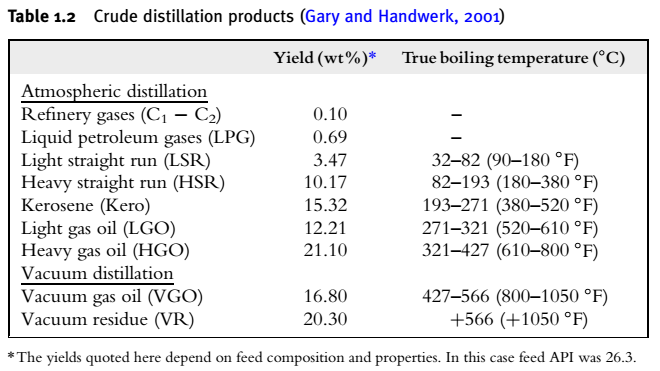 Table 1.2 Crude distillation products (Gary and Handwerk, 2001)
Yield (wt%)* True boiling temperature (°C)
Atmospheric distillation
Refinery gases (C₁ − C₂) 0.10 –
Liquid petroleum gases (LPG) 0.69 –
Light straight run (LSR) 3.47 32–82 (90–180 °F)
Heavy straight run (HSR) 10.17 82–193 (180–380 °F)
Kerosene (Kero) 15.32 193–271 (380–520 °F)
Light gas oil (LGO) 12.21 271–321 (520–610 °F)
Heavy gas oil (HGO) 21.10 321–427 (610–800 °F)
Vacuum distillation
Vacuum gas oil (VGO) 16.80 427–566 (800–1050 °F)
Vacuum residue (VR) 20.30 +566 (+1050 °F)
*The yields quoted here depend on feed composition and properties. In this case feed API was 26.3.